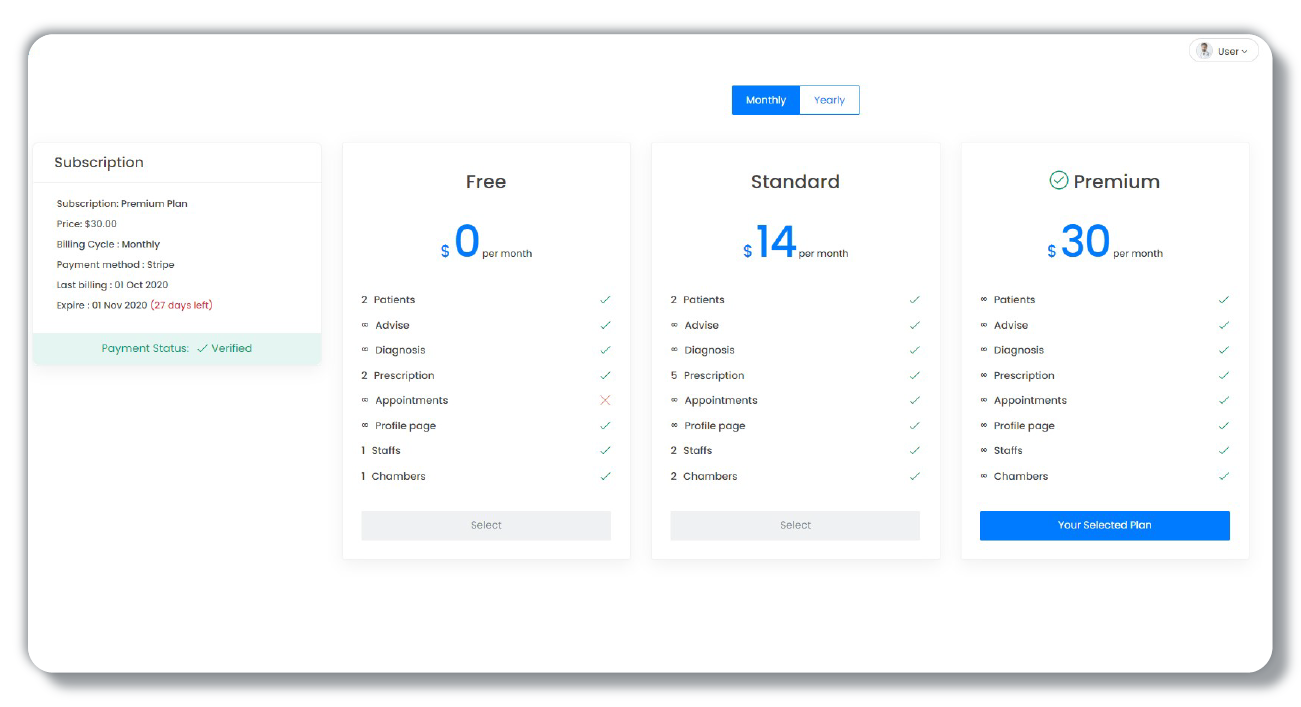 User
Monthly
Yearly
Subscription
Subscription: Premium Plan
Price: $30.00
Billing Cycle : Monthly
Payment method : Stripe
Last billing : 01 Oct 2020
Expire : 01 Nov 2020 (27 days left)
Payment Status: ✓ Verified
Free
$ 0 per month
2 Patients
∞ Advise
∞ Diagnosis
2 Prescription
∞ Appointments
∞ Profile page
1 Staffs
1 Chambers
Select
Standard
$ 14 per month
2 Patients
∞ Advise
∞ Diagnosis
5 Prescription
∞ Appointments
∞ Profile page
2 Staffs
2 Chambers
Select
Premium
$ 30 per month
∞ Patients
∞ Advise
∞ Diagnosis
∞ Prescription
∞ Appointments
∞ Profile page
∞ Staffs
∞ Chambers
Your Selected Plan